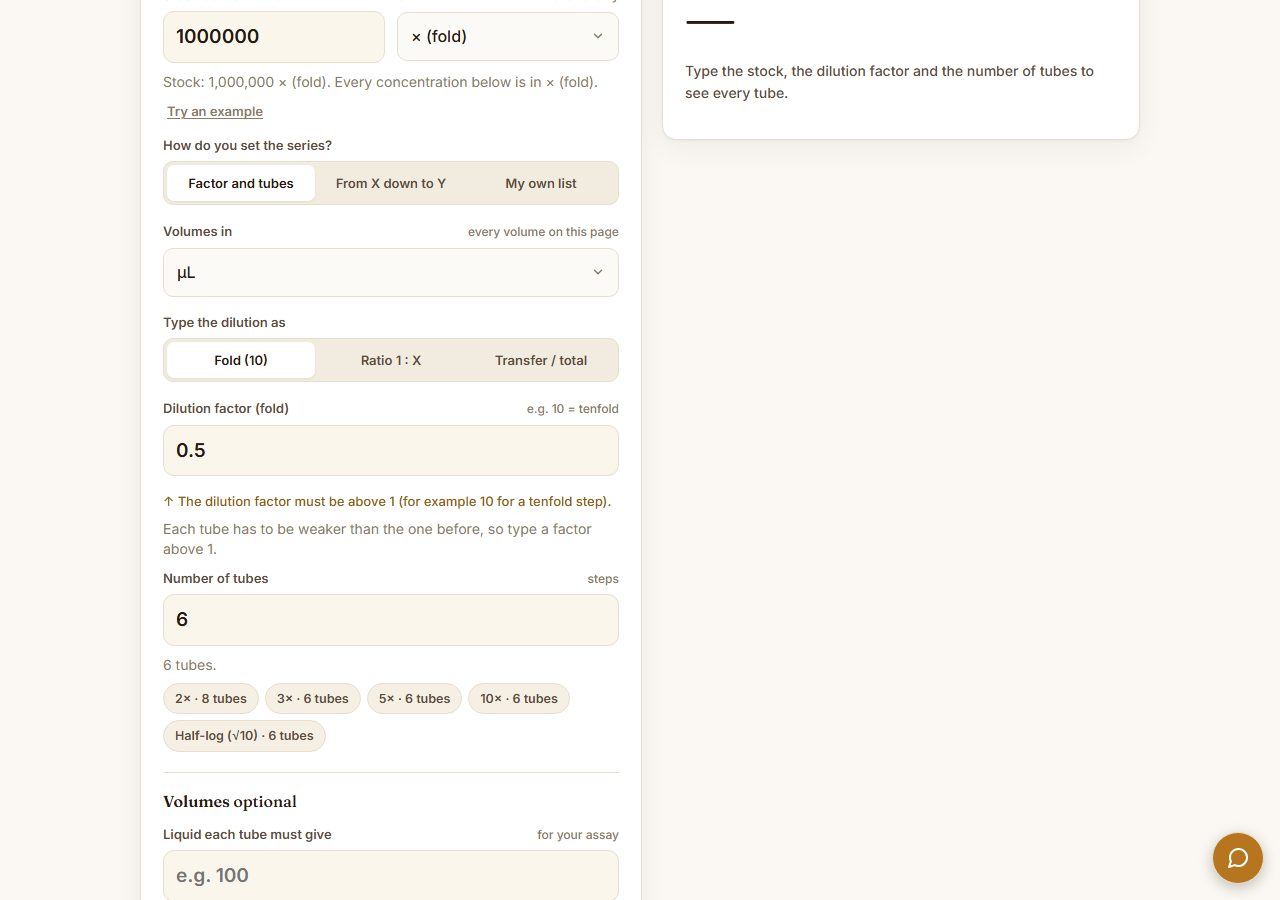 1000000
× (fold)
Stock: 1,000,000 × (fold). Every concentration below is in × (fold).
Try an example
How do you set the series?
Factor and tubes
From X down to Y
My own list
Volumes in
every volume on this page
µL
Type the dilution as
Fold (10)
Ratio 1 : X
Transfer / total
Dilution factor (fold)
e.g. 10 = tenfold
0.5
↑ The dilution factor must be above 1 (for example 10 for a tenfold step).
Each tube has to be weaker than the one before, so type a factor
above 1.
Number of tubes
steps
6
6 tubes.
2× · 8 tubes
3× · 6 tubes
5× · 6 tubes
10× · 6 tubes
Half-log (√10) · 6 tubes
Volumes optional
Liquid each tube must give
for your assay
e.g. 100
Type the stock, the dilution factor and the number of tubes to
see every tube.